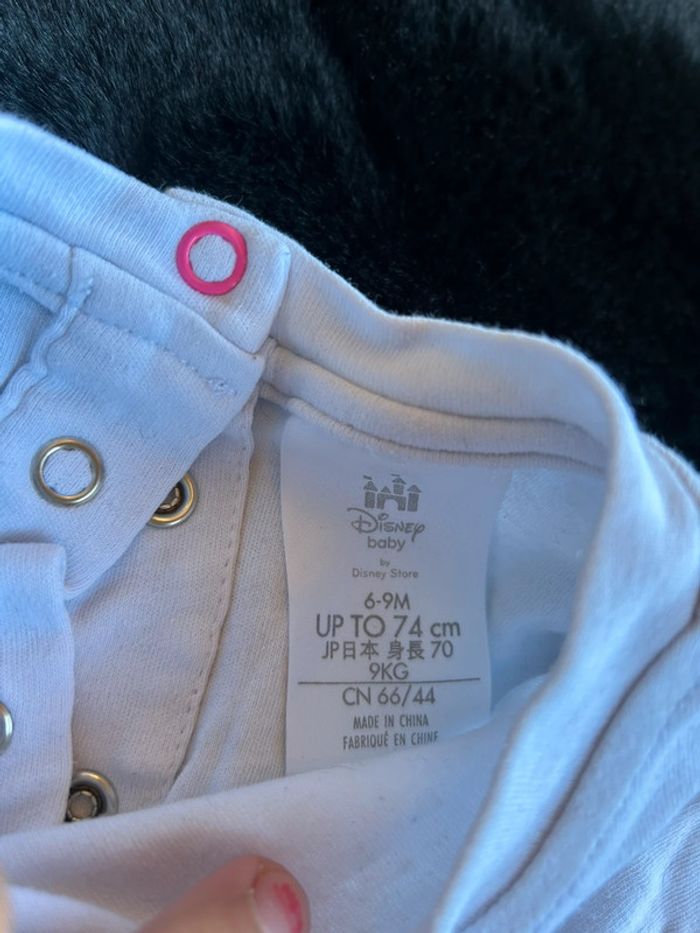 Disney
baby
by
Disney Store
6-9M
UP TO 74 cm
JP日本 身長 70
9KG
CN 66/44
MADE IN CHINA
FABRIQUÉ EN CHINE